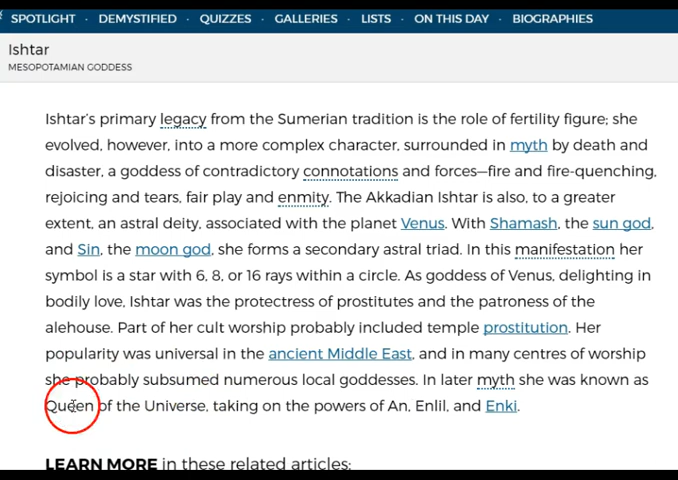 SPOTLIGHT · DEMYSTIFIED · QUIZZES · GALLERIES · LISTS · ON THIS DAY · BIOGRAPHIES
Ishtar
MESOPOTAMIAN GODDESS
Ishtar's primary legacy from the Sumerian tradition is the role of fertility figure; she
evolved, however, into a more complex character, surrounded in myth by death and
disaster, a goddess of contradictory connotations and forces—fire and fire-quenching,
rejoicing and tears, fair play and enmity. The Akkadian Ishtar is also, to a greater
extent, an astral deity, associated with the planet Venus. With Shamash, the sun god,
and Sin, the moon god, she forms a secondary astral triad. In this manifestation her
symbol is a star with 6, 8, or 16 rays within a circle. As goddess of Venus, delighting in
bodily love, Ishtar was the protectress of prostitutes and the patroness of the
alehouse. Part of her cult worship probably included temple prostitution. Her
popularity was universal in the ancient Middle East, and in many centres of worship
she probably subsumed numerous local goddesses. In later myth she was known as
Queen of the Universe, taking on the powers of An, Enlil, and Enki.
LEARN MORE in these related articles: